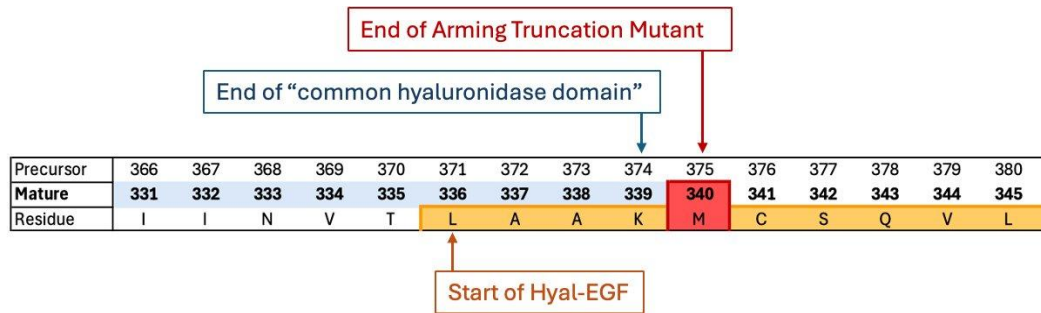 End of Arming Truncation Mutant
End of “common hyaluronidase domain”
Precursor 366 367 368 369 370 371 372 373 374 375 376 377 378 379 380
Mature 331 332 333 334 335 336 337 338 339 340 341 342 343 344 345
Residue I I N V T L A A K M C S Q V L
Start of Hyal-EGF